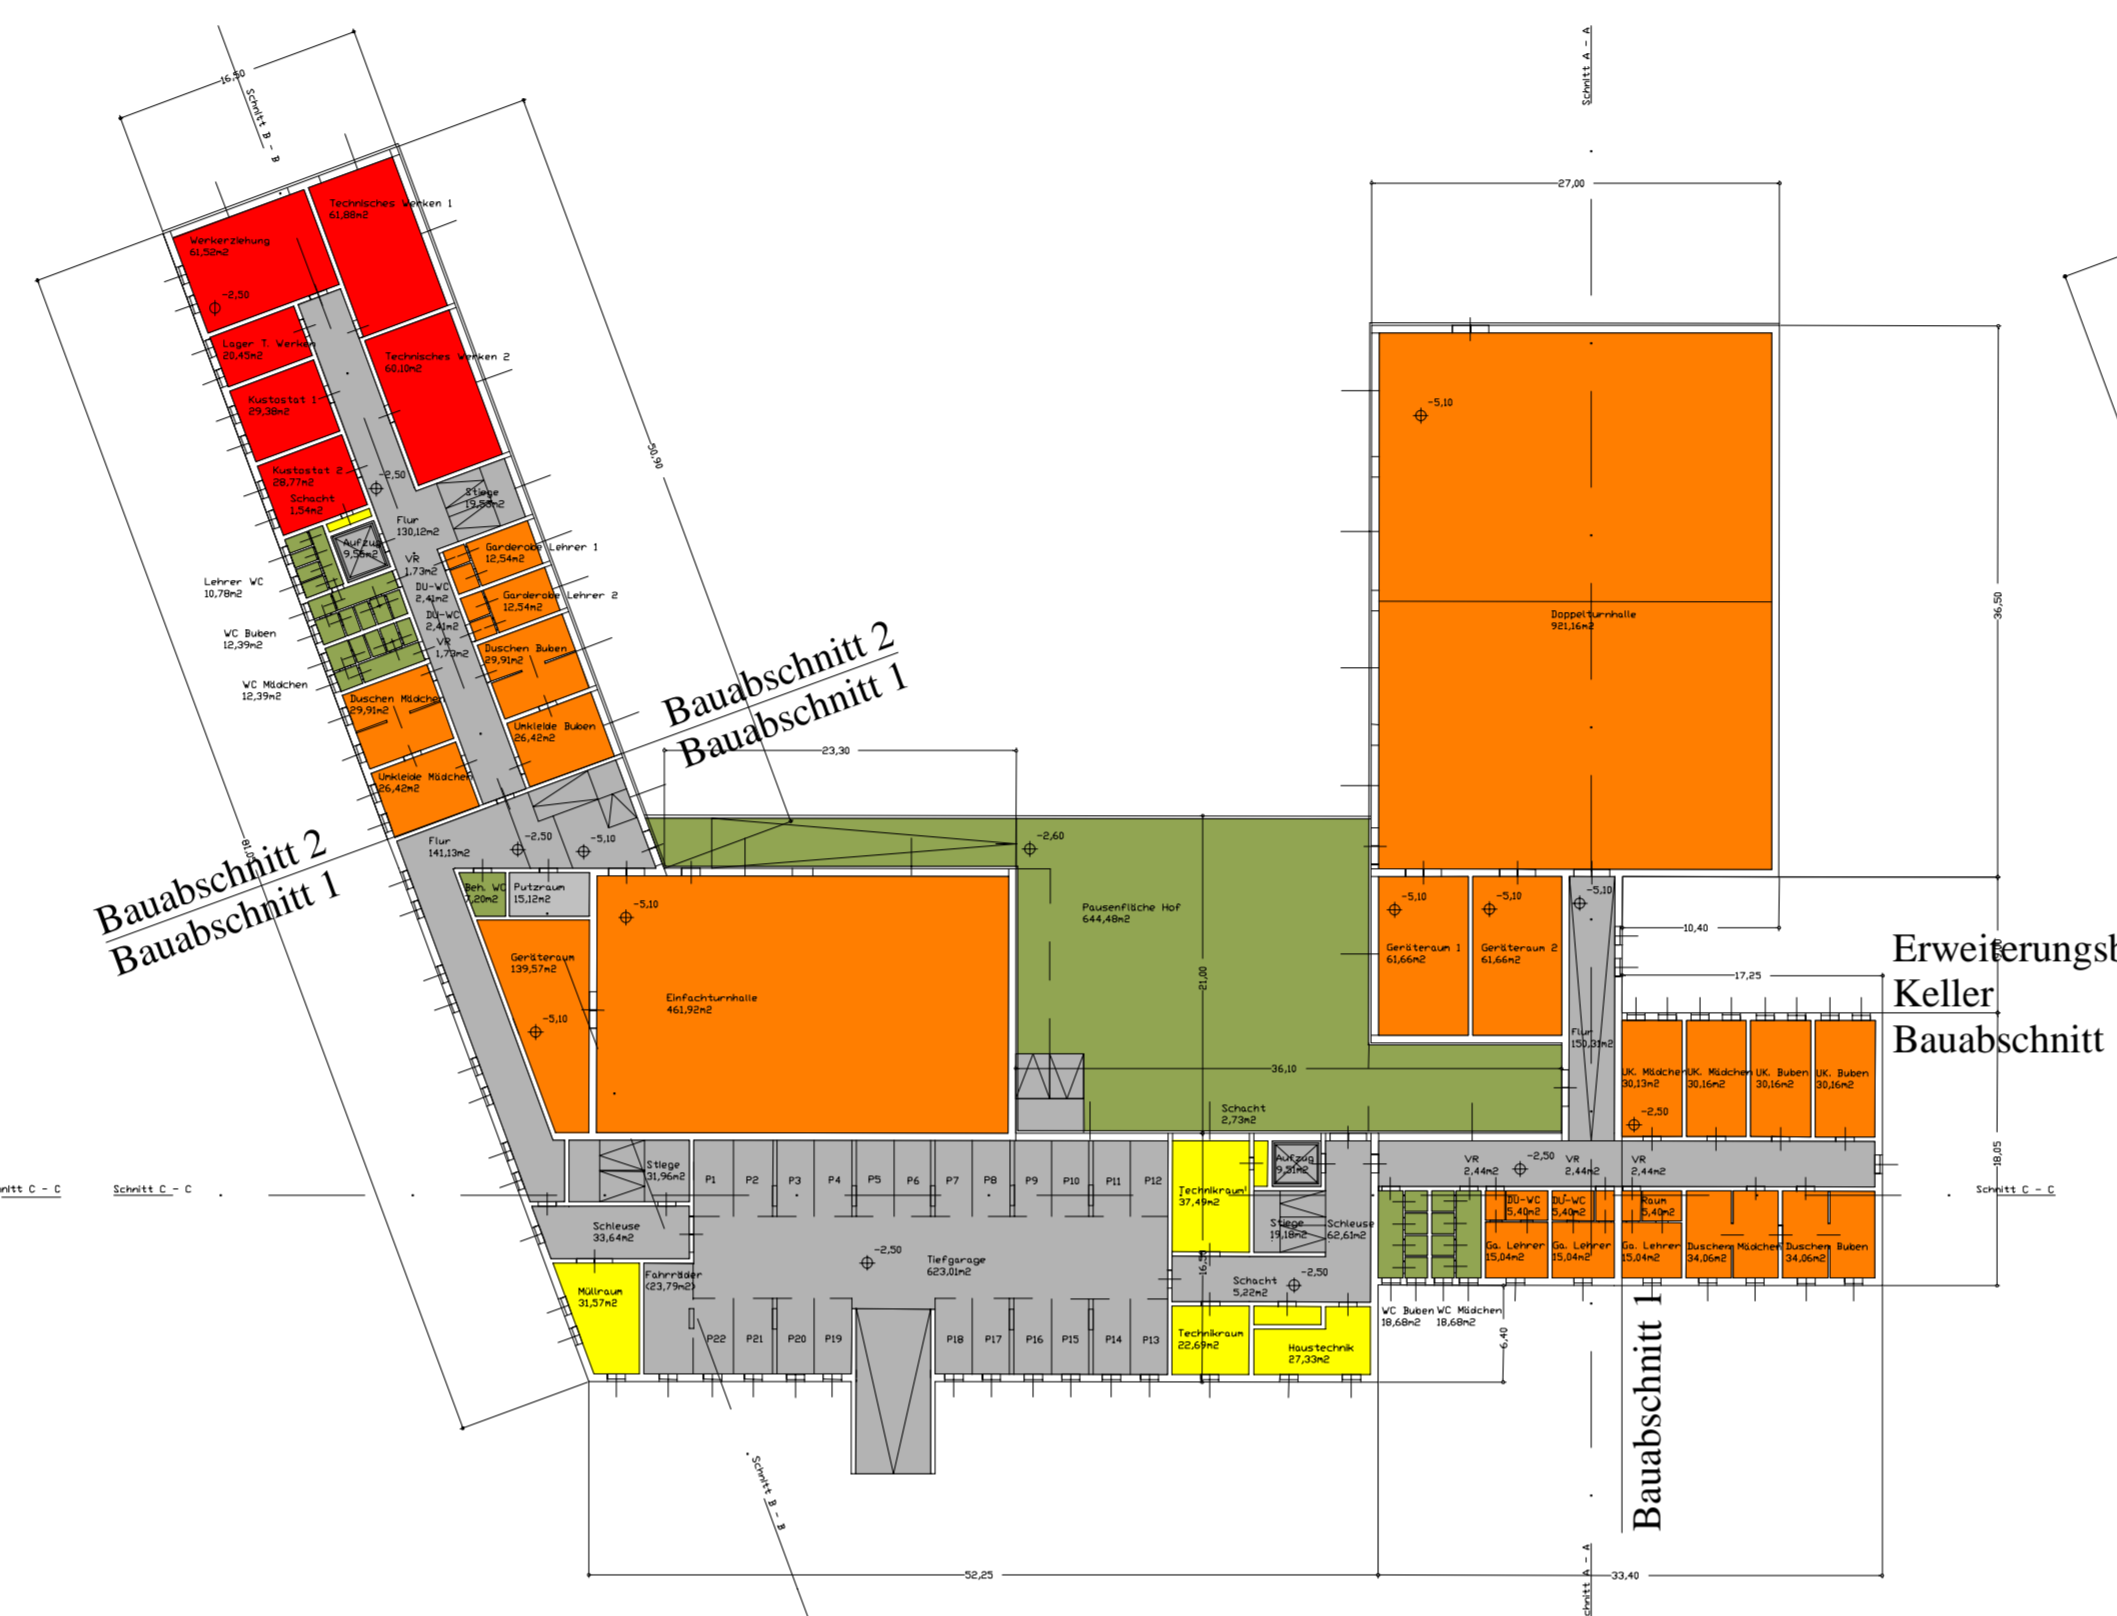 16,50
Schnitt B - B
Schnitt A - A
27,00
Technisches Werken 1
61,88m2
Werkerziehung
61,52m2
-2,50
Lager T. Werken
20,45m2
Technisches Werken 2
60,10m2
Kustostat 1
29,38m2
Kustostat 2
28,77m2
Schacht
1,54m2
-2,50
Stiege
19,55m2
50,90
Flur
130,12m2
Aufzug
9,56m2
VR
1,73m2
Garderobe Lehrer 1
12,54m2
Lehrer WC
10,78m2
DU-WC
2,41m2
Garderobe Lehrer 2
12,54m2
DU-WC
2,41m2
WC Buben
12,39m2
VR
1,73m2
Duschen Buben
29,91m2
WC Mädchen
12,39m2
Duschen Mädchen
29,91m2
Umkleide Buben
26,42m2
Umkleide Mädchen
26,42m2
Bauabschnitt 2
Bauabschnitt 1
-5,10
Doppelturnhalle
921,16m2
36,50
23,30
Bauabschnitt 2
Bauabschnitt 1
Flur
141,13m2
-2,50
-5,10
-2,60
Beh. WC
7,20m2
Putzraum
15,12m2
-5,10
Geräteraum
139,57m2
-5,10
Einfachturnhalle
461,92m2
Pausenfläche Hof
644,48m2
21,00
36,10
-5,10
-5,10
-5,10
Geräteraum 1
61,66m2
Geräteraum 2
61,66m2
10,40
17,25
Erweiterungsb
Keller
Bauabschnitt
Flur
150,31m2
UK. Mädchen
30,13m2
UK. Mädchen
30,16m2
UK. Buben
30,16m2
UK. Buben
30,16m2
-2,50
18,05
Schacht
2,73m2
Schnitt C - C
Schnitt C - C
Stiege
31,96m2
P1 P2 P3 P4 P5 P6 P7 P8 P9 P10 P11 P12
Technikraum
37,49m2
Aufzug
9,31m2
Stiege
19,18m2
Schleuse
62,61m2
VR
2,44m2
-2,50
VR
2,44m2
VR
2,44m2
DU-WC
5,40m2
DU-WC
5,40m2
Raum
5,40m2
Ga. Lehrer
15,04m2
Ga. Lehrer
15,04m2
Ga. Lehrer
15,04m2
Duschen Mädchen
34,06m2
Duschen Buben
34,06m2
Schleuse
33,64m2
-2,50
Tiefgarage
623,01m2
16,50
Schacht
5,22m2
-2,50
Müllraum
31,57m2
Fahrräder
(23,79m2)
WC Buben
18,68m2
WC Mädchen
18,68m2
P22 P21 P20 P19 P18 P17 P16 P15 P14 P13
Technikraum
22,69m2
Haustechnik
27,33m2
6,40
Bauabschnitt 1
Schnitt B - B
52,25
33,40
Schnitt C - C